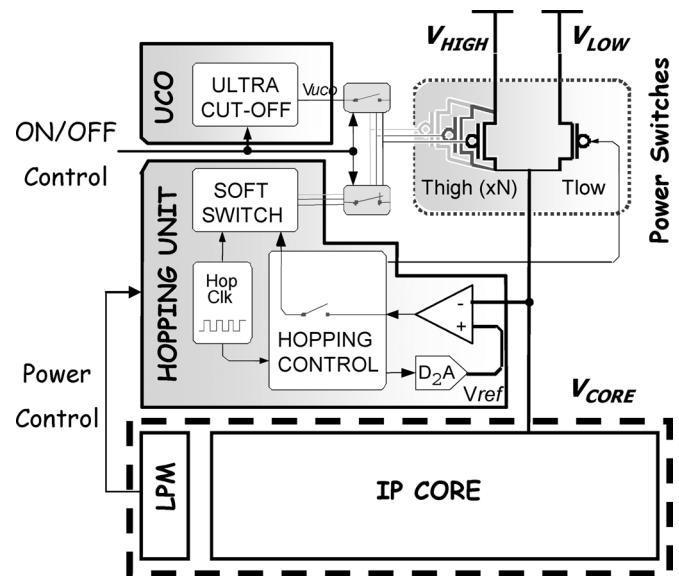 V_HIGH
V_LOW
UCO
ULTRA
CUT-OFF
Vuco
ON/OFF
Control
Power Switches
Thigh (xN)
Tlow
HOPPING UNIT
SOFT
SWITCH
Hop
Clk
HOPPING
CONTROL
-
+
D2A
Vref
Power
Control
V_CORE
LPM
IP CORE